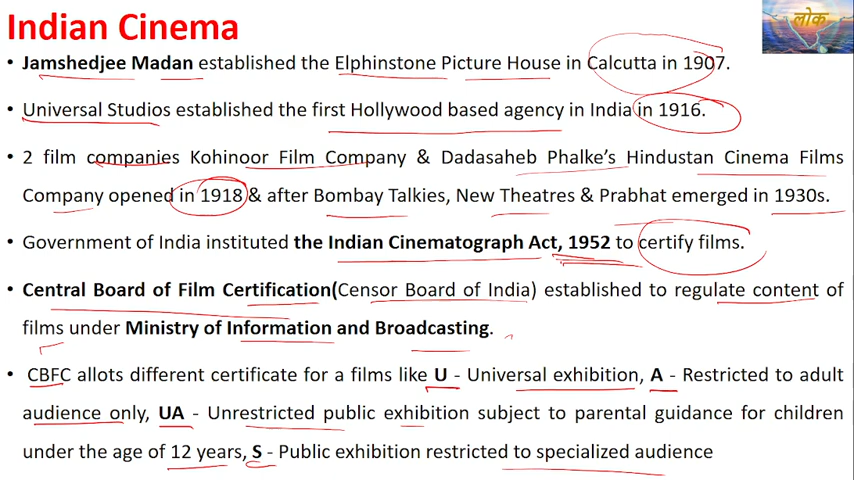 Indian Cinema
लोक
• Jamshedjee Madan established the Elphinstone Picture House in Calcutta in 1907.
• Universal Studios established the first Hollywood based agency in India in 1916.
• 2 film companies Kohinoor Film Company & Dadasaheb Phalke's Hindustan Cinema Films
Company opened in 1918 & after Bombay Talkies, New Theatres & Prabhat emerged in 1930s.
• Government of India instituted the Indian Cinematograph Act, 1952 to certify films.
• Central Board of Film Certification(Censor Board of India) established to regulate content of
films under Ministry of Information and Broadcasting.
• CBFC allots different certificate for a films like U - Universal exhibition, A - Restricted to adult
audience only, UA - Unrestricted public exhibition subject to parental guidance for children
under the age of 12 years, S - Public exhibition restricted to specialized audience